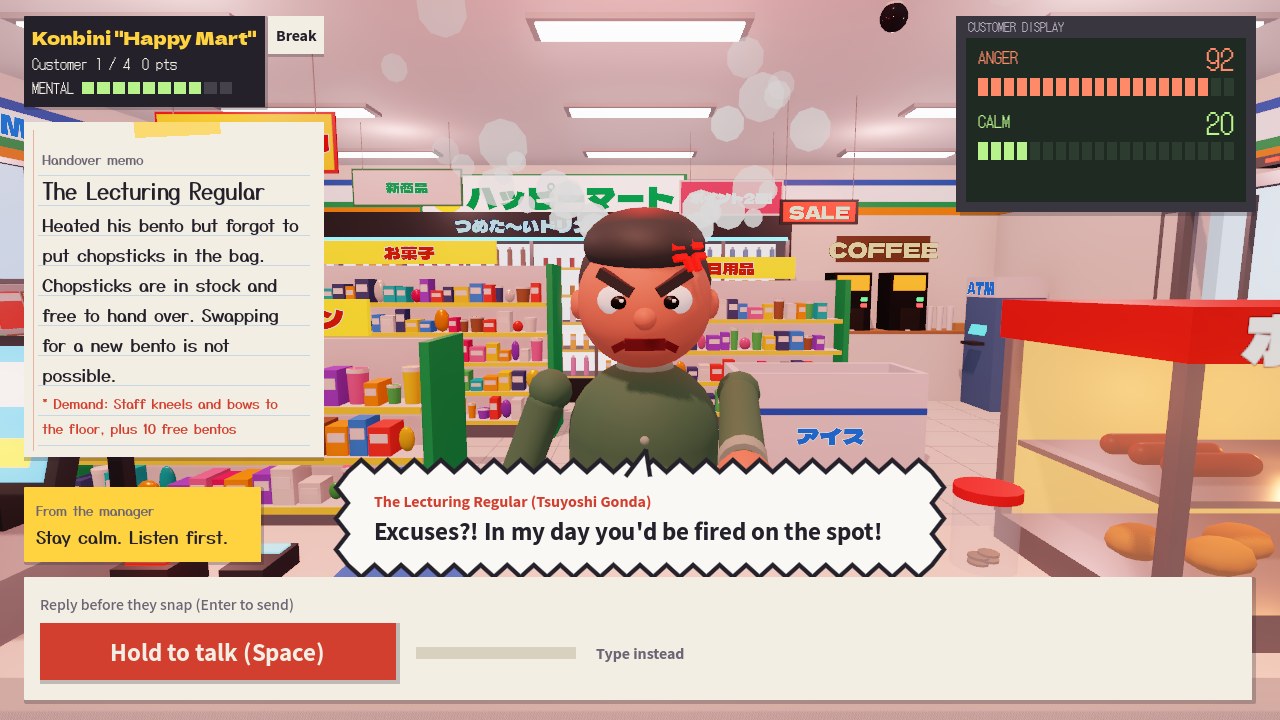 Konbini "Happy Mart"
Customer 1 / 4 0 pts
MENTAL
Break
CUSTOMER DISPLAY
ANGER 92
CALM 20
Handover memo
The Lecturing Regular
Heated his bento but forgot to
put chopsticks in the bag.
Chopsticks are in stock and
free to hand over. Swapping
for a new bento is not
possible.
* Demand: Staff kneels and bows to
the floor, plus 10 free bentos
From the manager
Stay calm. Listen first.
新商品
ハッピーマート
つめた〜いドリ
お菓子
日用品
SALE
COFFEE
ATM
アイス
The Lecturing Regular (Tsuyoshi Gonda)
Excuses?! In my day you'd be fired on the spot!
Reply before they snap (Enter to send)
Hold to talk (Space)
Type instead